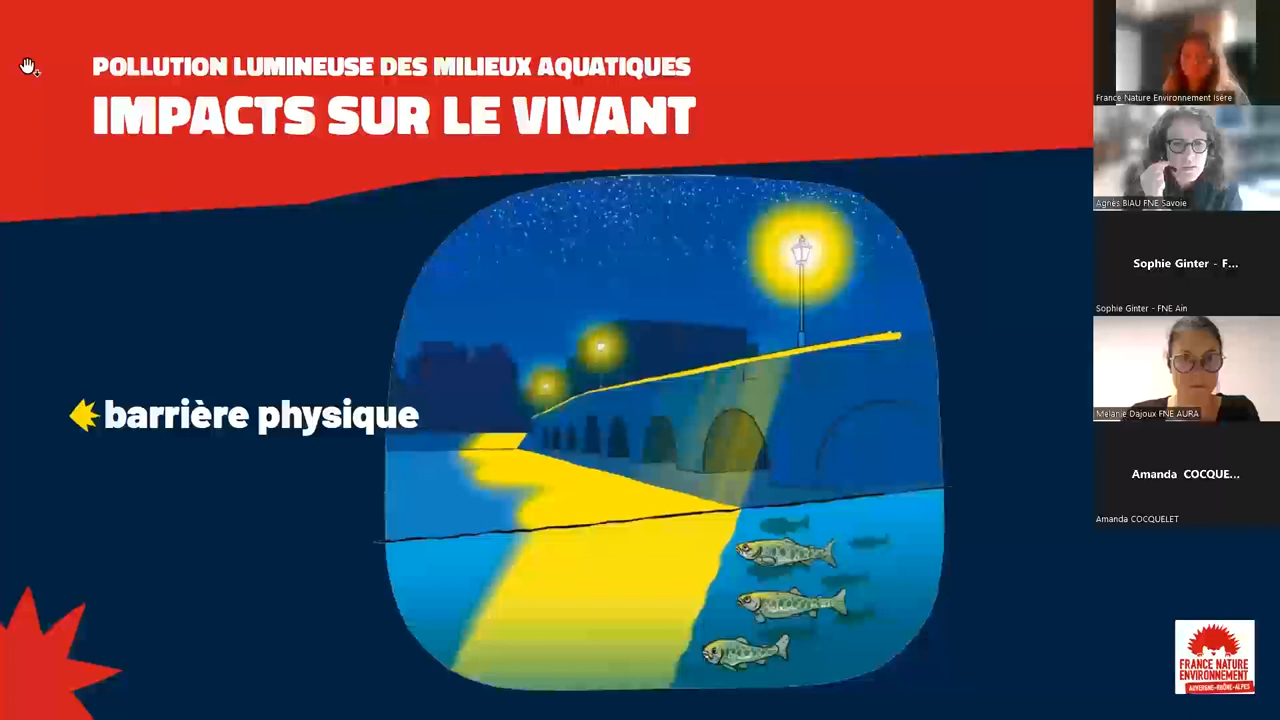 POLLUTION LUMINEUSE DES MILIEUX AQUATIQUES
IMPACTS SUR LE VIVANT
barrière physique
France Nature Environnement Isère
Agnès BIAU FNE Savoie
Sophie Ginter - F...
Sophie Ginter - FNE Ain
Mélanie Dajoux FNE AURA
Amanda COCQUE...
Amanda COCQUELET
FRANCE NATURE
ENVIRONNEMENT
AUVERGNE-RHÔNE-ALPES